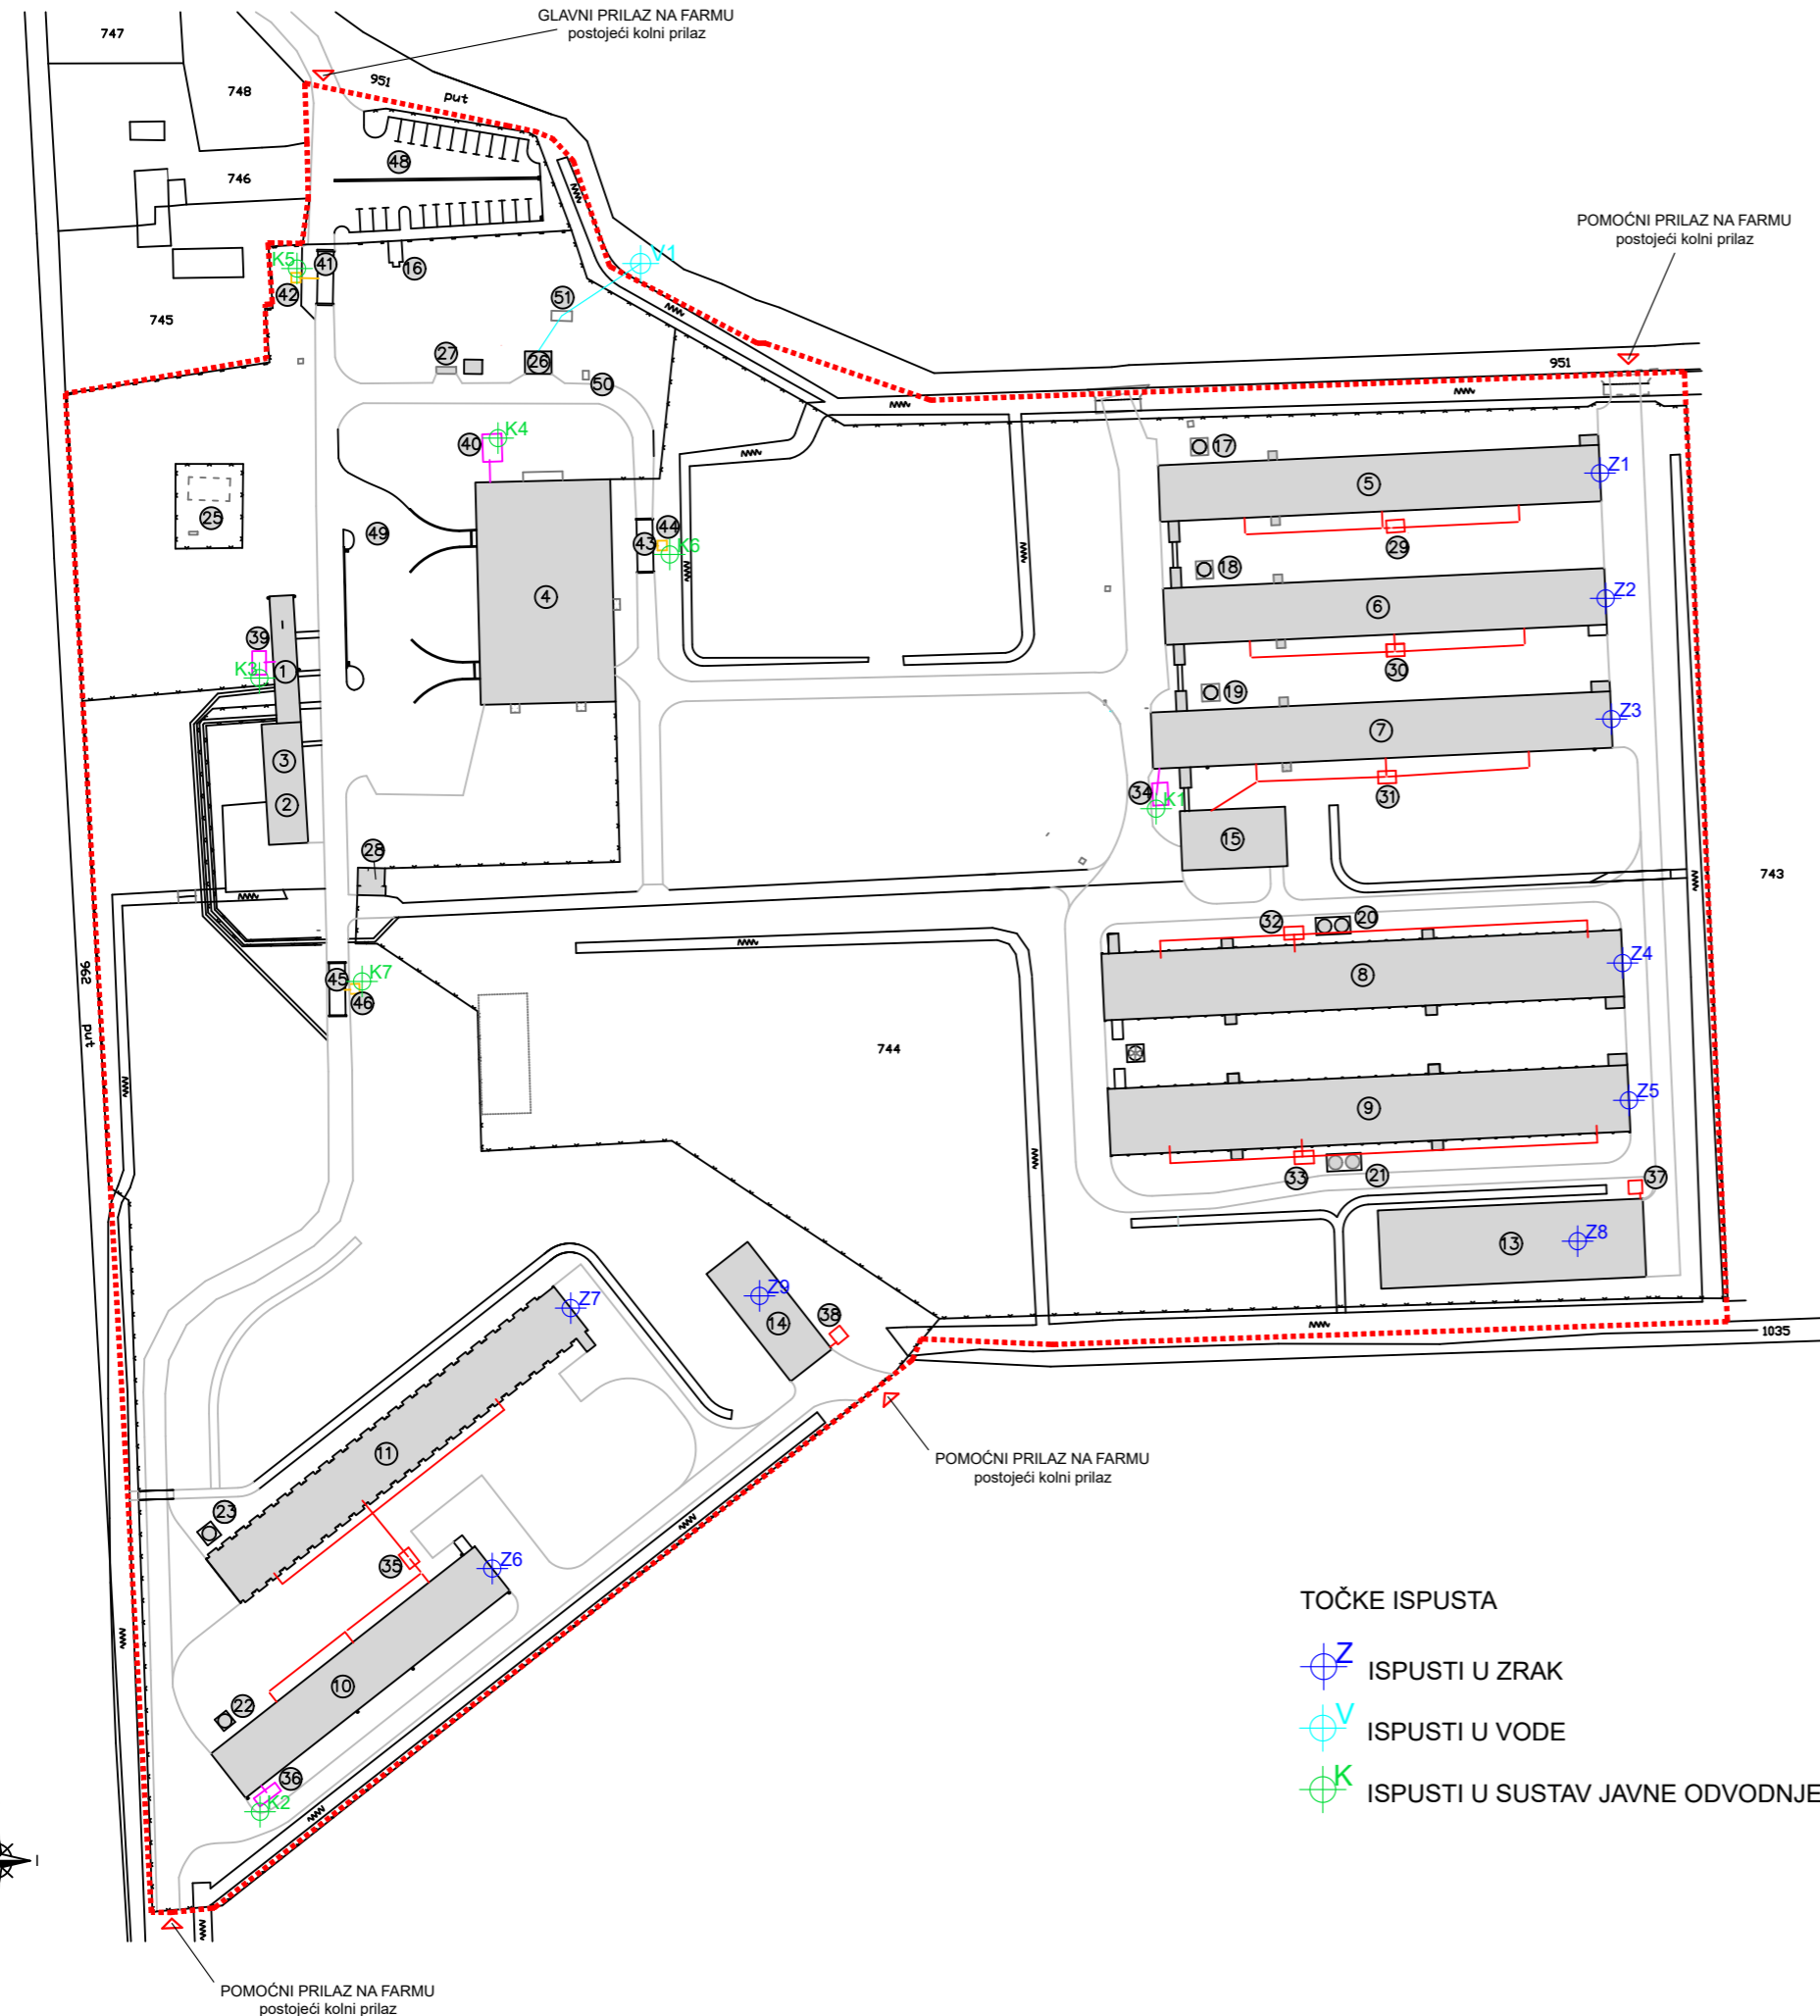 GLAVNI PRILAZ NA FARMU
postojeći kolni prilaz
747
951
put
748
48
746
POMOĆNI PRILAZ NA FARMU
postojeći kolni prilaz
V1
K5
41
16
42
51
745
27
26
951
50
40
K4
17
Z1
5
25
49
44
43
K6
29
18
4
6
Z2
39
30
K3
1
19
Z3
7
3
34
K1
31
2
15
28
743
32
20
962
put
45
K7
46
8
Z4
744
9
Z5
33
21
37
13
Z8
Z9
Z7
14
38
1035
11
POMOĆNI PRILAZ NA FARMU
postojeći kolni prilaz
23
35
Z6
TOČKE ISPUSTA
Z
ISPUSTI U ZRAK
10
22
V
ISPUSTI U VODE
36
K2
K
ISPUSTI U SUSTAV JAVNE ODVODNJE
I
POMOĆNI PRILAZ NA FARMU
postojeći kolni prilaz